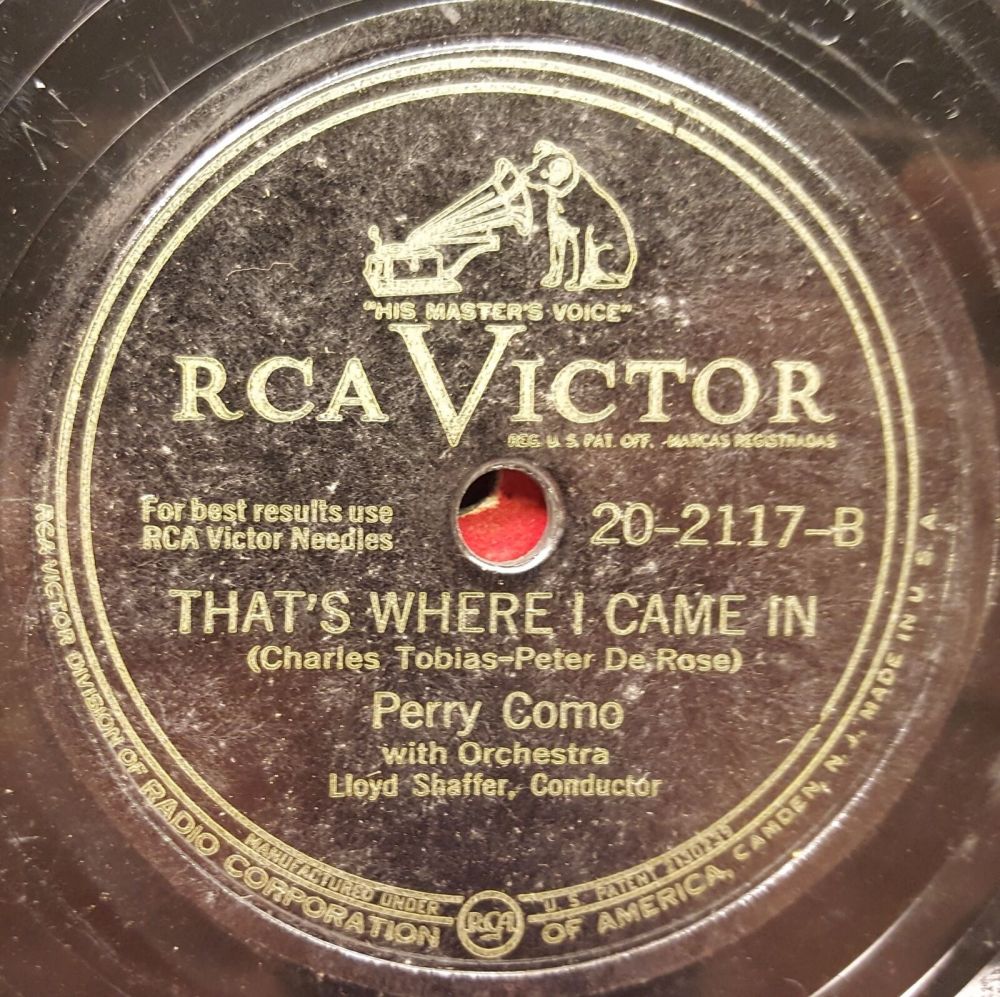 "HIS MASTER'S VOICE"
RCA VICTOR
REG. U. S. PAT. OFF. MARCAS REGISTRADAS
For best results use
RCA Victor Needles
20-2117-B
THAT'S WHERE I CAME IN
(Charles Tobias-Peter De Rose)
Perry Como
with Orchestra
Lloyd Shaffer, Conductor
MANUFACTURED UNDER
RCA
U. S. PATENT
RCA VICTOR DIVISION OF RADIO CORPORATION OF AMERICA, CAMDEN, N. J. MADE IN U. S. A.